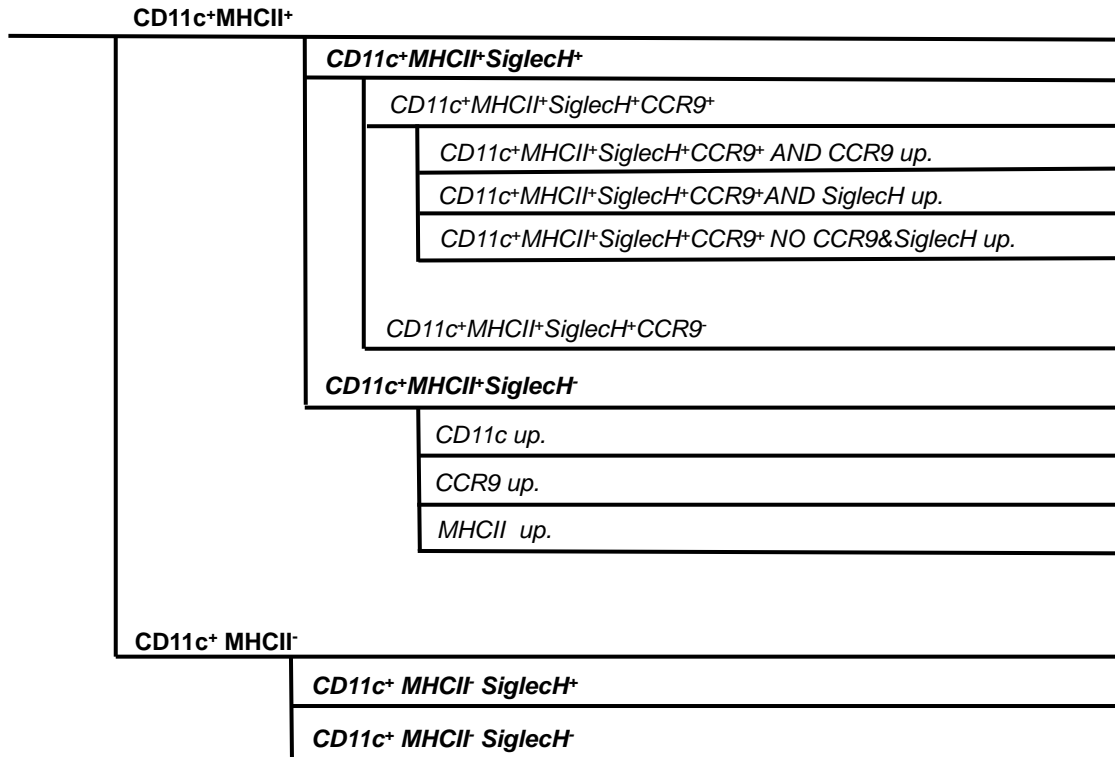 CD11c⁺MHCII⁺
CD11c⁺MHCII⁺SiglecH⁺
CD11c⁺MHCII⁺SiglecH⁺CCR9⁺
CD11c⁺MHCII⁺SiglecH⁺CCR9⁺ AND CCR9 up.
CD11c⁺MHCII⁺SiglecH⁺CCR9⁺AND SiglecH up.
CD11c⁺MHCII⁺SiglecH⁺CCR9⁺ NO CCR9&SiglecH up.
CD11c⁺MHCII⁺SiglecH⁺CCR9⁻
CD11c⁺MHCII⁺SiglecH⁻
CD11c up.
CCR9 up.
MHCII up.
CD11c⁺ MHCII⁻
CD11c⁺ MHCII⁻ SiglecH⁺
CD11c⁺ MHCII⁻ SiglecH⁻